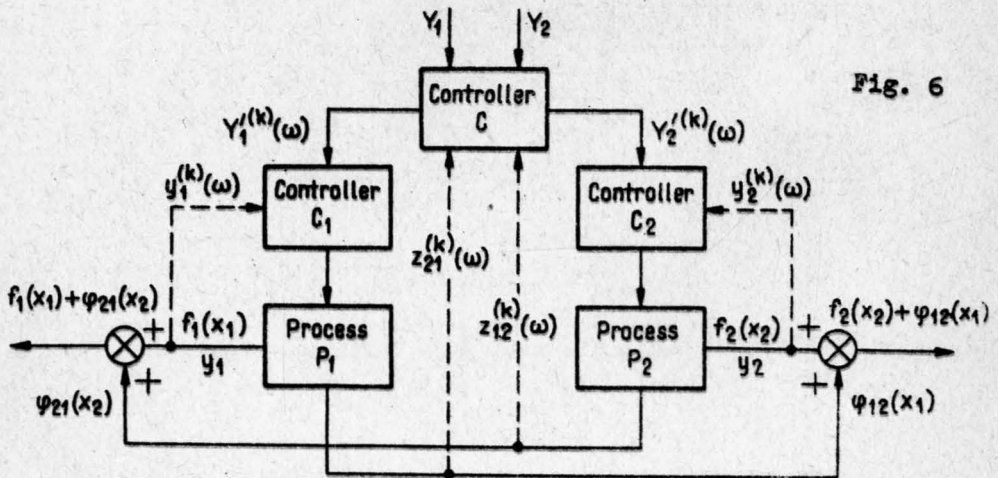 Y₁ Y₂
Fig. 6
Controller
C
Y₁′⁽ᵏ⁾(ω)
Y₂′⁽ᵏ⁾(ω)
y₁⁽ᵏ⁾(ω)
Controller
C₁
Controller
C₂
y₂⁽ᵏ⁾(ω)
z₂₁⁽ᵏ⁾(ω)
z₁₂⁽ᵏ⁾(ω)
f₁(x₁)+φ₂₁(x₂)
+
f₁(x₁)
y₁
Process
P₁
Process
P₂
f₂(x₂)
y₂
+
f₂(x₂)+φ₁₂(x₁)
φ₂₁(x₂)
+
+
φ₁₂(x₁)